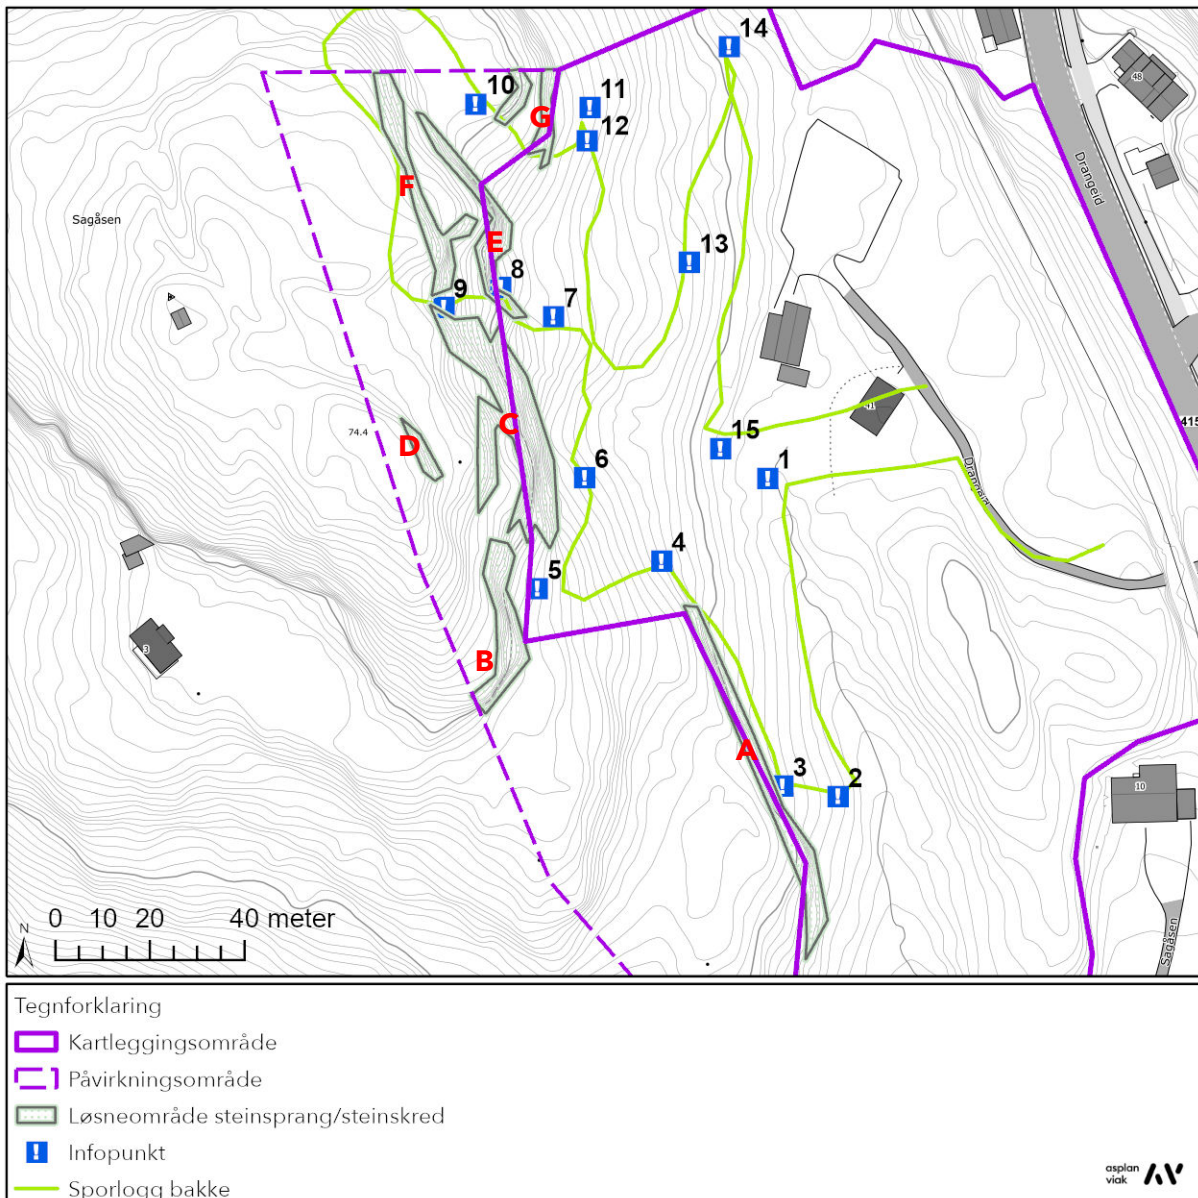 14
48
10
11
G
12
Drangeid
F
Sagåsen
E
13
8
9
7
41
415
C
74.4
D
15
6
1
Drangeid
4
5
3
B
A
3
2
10
0 10 20 40 meter
N
Sagåsen
Tegnforklaring
Kartleggingsområde
Påvirkningsområde
Løsneområde steinsprang/steinskred
Infopunkt
Sporlogg bakke
asplan
viak